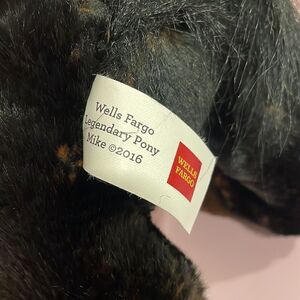 Wells Fargo
Legendary Pony
Mike ©2016
WELLS
FARGO